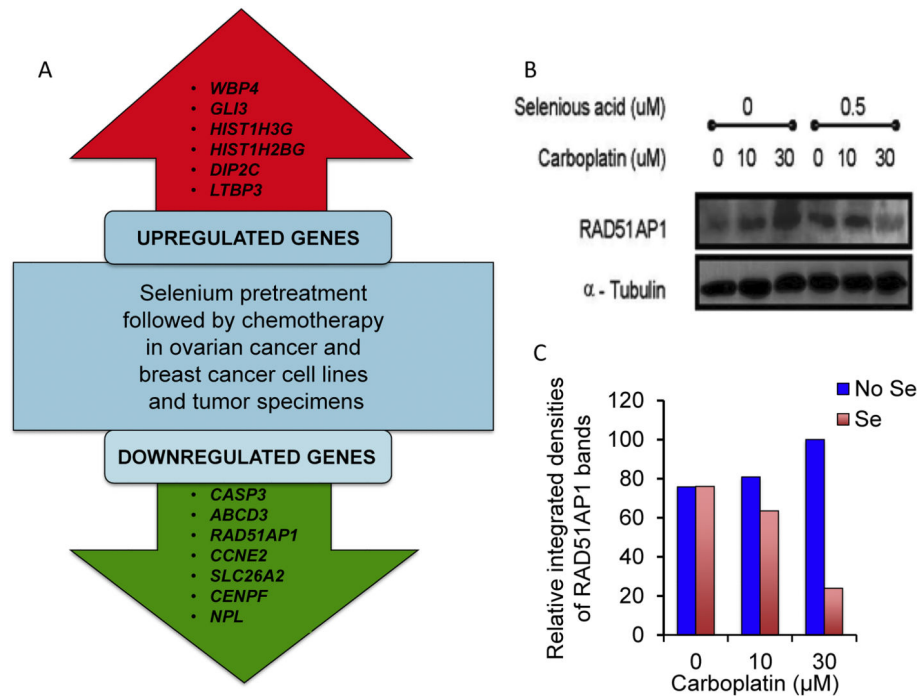 A
• WBP4
• GLI3
• HIST1H3G
• HIST1H2BG
• DIP2C
• LTBP3
UPREGULATED GENES
Selenium pretreatment
followed by chemotherapy
in ovarian cancer and
breast cancer cell lines
and tumor specimens
DOWNREGULATED GENES
• CASP3
• ABCD3
• RAD51AP1
• CCNE2
• SLC26A2
• CENPF
• NPL
B
Selenious acid (uM) 0 0.5
Carboplatin (uM) 0 10 30 0 10 30
RAD51AP1
α - Tubulin
C
No Se
Se
Relative integrated densities
of RAD51AP1 bands
120
100
80
60
40
20
0
0 10 30
Carboplatin (µM)